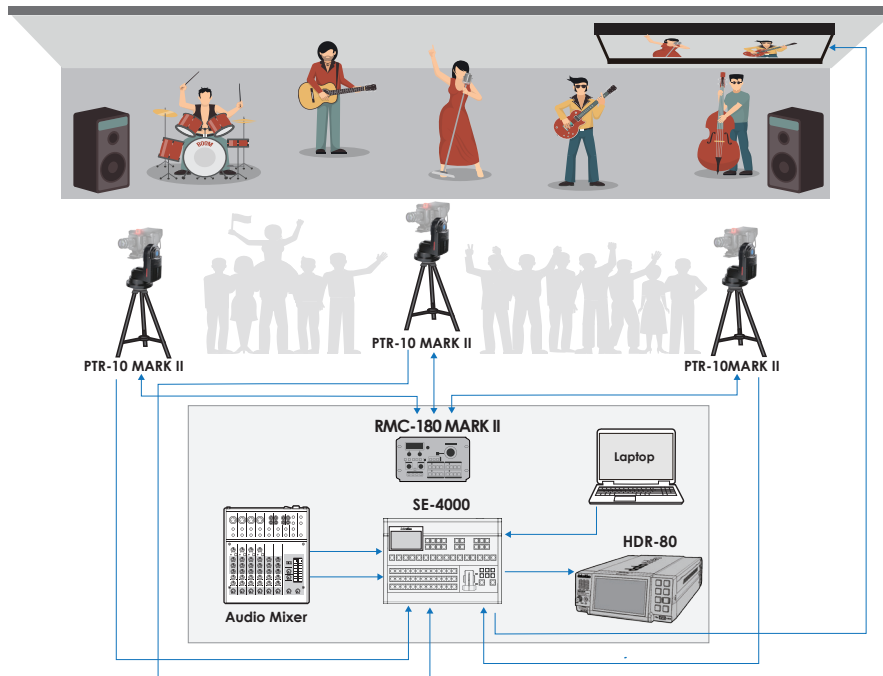 BOOM
PTR-10 MARK II
PTR-10 MARK II
PTR-10MARK II
RMC-180 MARK II
Laptop
SE-4000
HDR-80
Audio Mixer